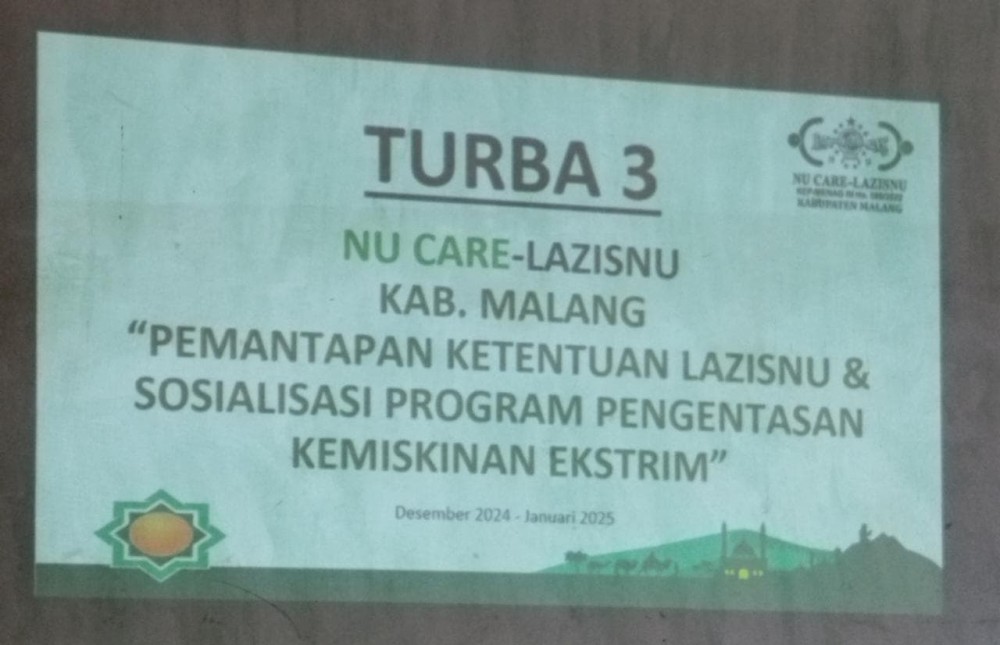 TURBA 3
NU CARE-LAZISNU
KABUPATEN MALANG
NU CARE-LAZISNU
KAB. MALANG
“PEMANTAPAN KETENTUAN LAZISNU &
SOSIALISASI PROGRAM PENGENTASAN
KEMISKINAN EKSTRIM”
Desember 2024 - Januari 2025